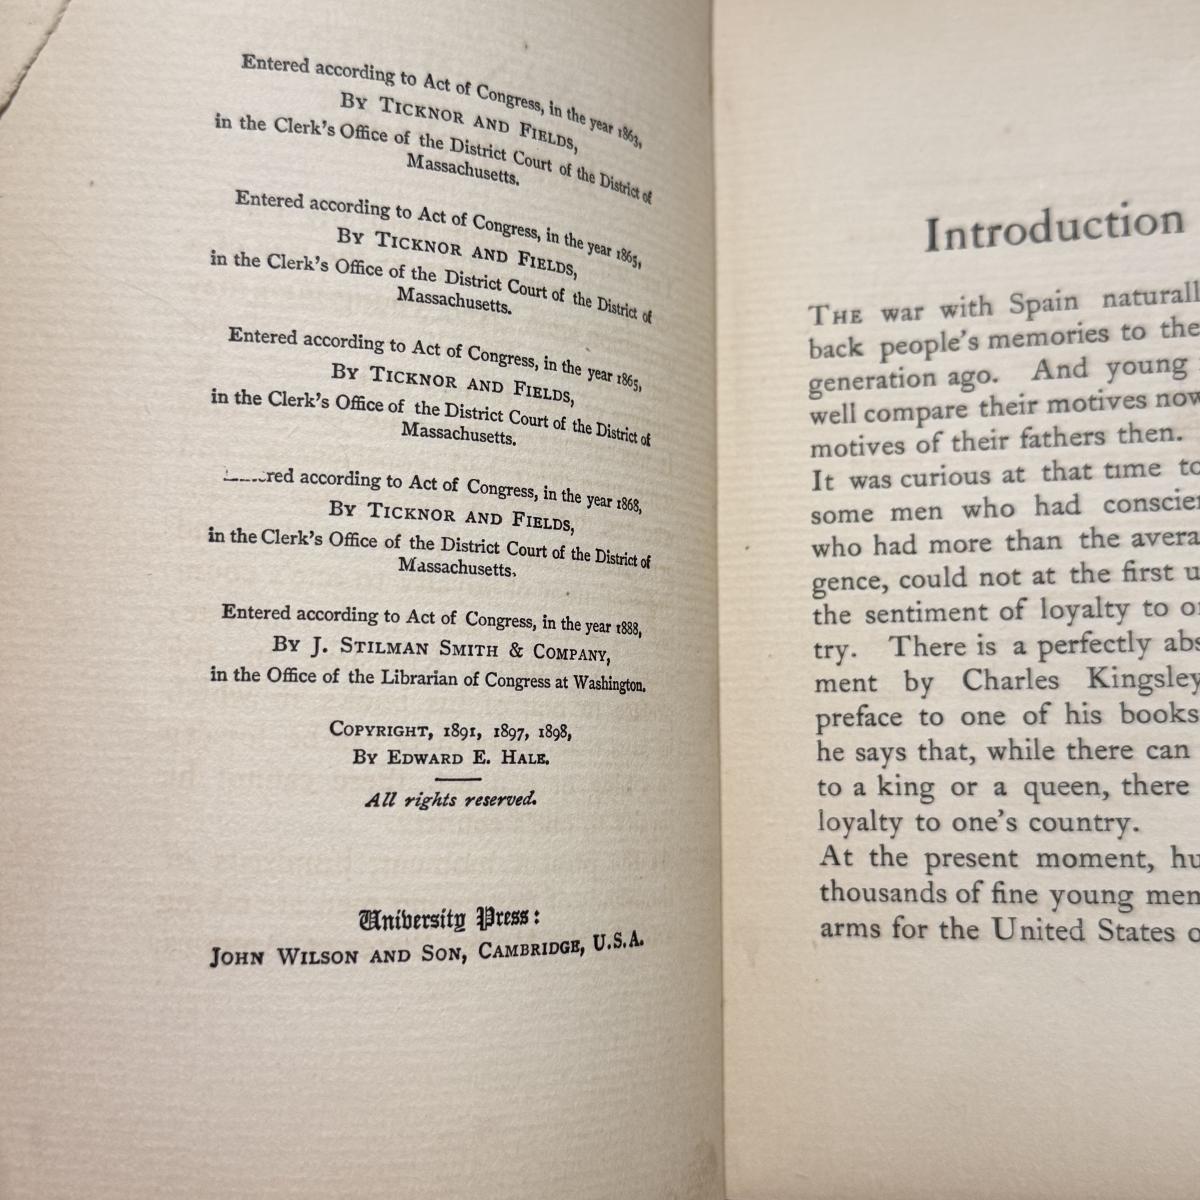 Entered according to Act of Congress, in the year 1863,
By Ticknor and Fields,
in the Clerk's Office of the District Court of the District of
Massachusetts.
Entered according to Act of Congress, in the year 1865,
By Ticknor and Fields,
in the Clerk's Office of the District Court of the District of
Massachusetts.
Entered according to Act of Congress, in the year 1865,
By Ticknor and Fields,
in the Clerk's Office of the District Court of the District of
Massachusetts.
red according to Act of Congress, in the year 1868,
By Ticknor and Fields,
in the Clerk's Office of the District Court of the District of
Massachusetts.
Entered according to Act of Congress, in the year 1888,
By J. Stilman Smith & Company,
in the Office of the Librarian of Congress at Washington.
Copyright, 1891, 1897, 1898,
By Edward E. Hale.
All rights reserved.
University Press:
John Wilson and Son, Cambridge, U.S.A.
Introduction
The war with Spain naturall
back people's memories to the
generation ago. And young
well compare their motives now
motives of their fathers then.
It was curious at that time to
some men who had conscien
who had more than the avera
gence, could not at the first u
the sentiment of loyalty to o
try. There is a perfectly abs
ment by Charles Kingsley
preface to one of his books
he says that, while there can
to a king or a queen, there
loyalty to one's country.
At the present moment, hu
thousands of fine young men
arms for the United States o